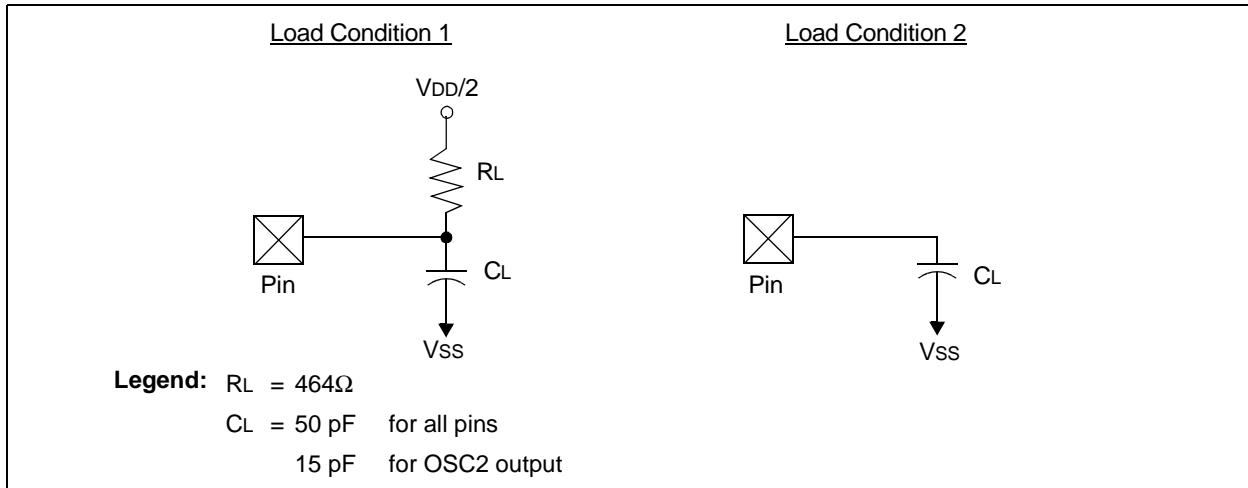 Load Condition 1
Load Condition 2
VDD/2
RL
Pin
CL
VSS
Pin
CL
VSS
Legend: RL = 464Ω
CL = 50 pF for all pins
15 pF for OSC2 output